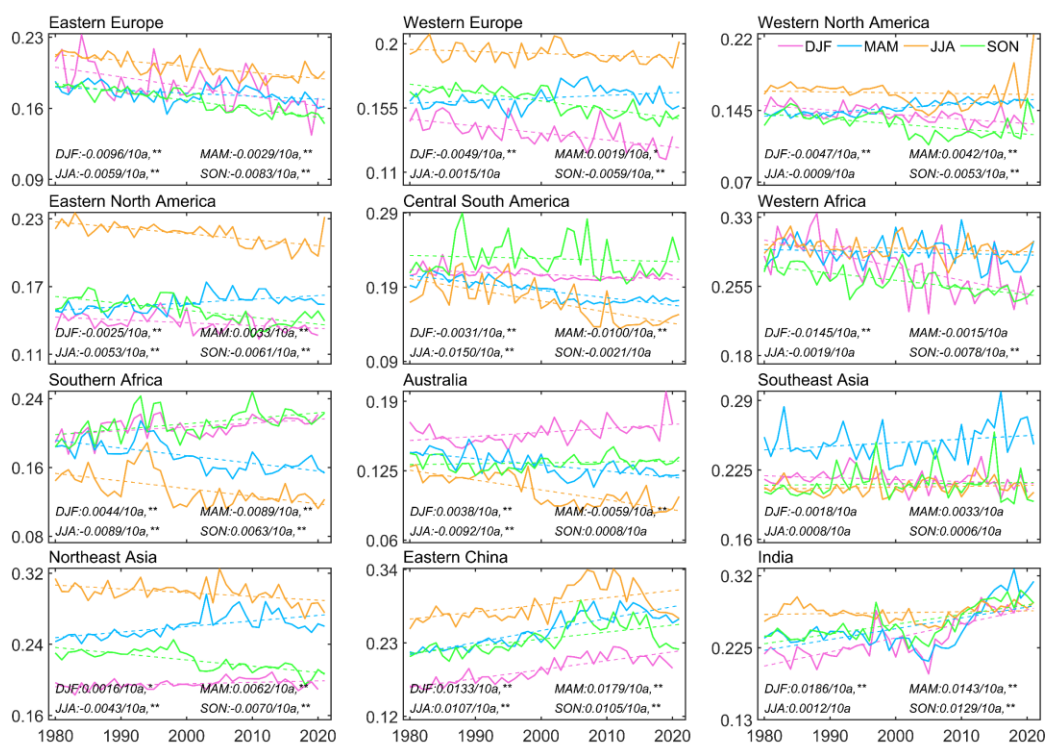 Eastern Europe
0.23
0.16
0.09
DJF:-0.0096/10a,**
MAM:-0.0029/10a,**
JJA:-0.0059/10a,**
SON:-0.0083/10a,**
Western Europe
0.2
0.155
0.11
DJF:-0.0049/10a,**
MAM:0.0019/10a,*
JJA:-0.0015/10a
SON:-0.0059/10a,**
Western North America
DJF
MAM
JJA
SON
0.22
0.145
0.07
DJF:-0.0047/10a,**
MAM:0.0042/10a,**
JJA:-0.0009/10a
SON:-0.0053/10a,**
Eastern North America
0.23
0.17
0.11
DJF:-0.0025/10a,**
MAM:0.0033/10a,**
JJA:-0.0053/10a,**
SON:-0.0061/10a,**
Central South America
0.29
0.19
0.09
DJF:-0.0031/10a,**
MAM:-0.0100/10a,**
JJA:-0.0150/10a,**
SON:-0.0021/10a
Western Africa
0.33
0.255
0.18
DJF:-0.0145/10a,**
MAM:-0.0015/10a
JJA:-0.0019/10a
SON:-0.0078/10a,**
Southern Africa
0.24
0.16
0.08
DJF:0.0044/10a,**
MAM:-0.0089/10a,**
JJA:-0.0089/10a,**
SON:0.0063/10a,**
Australia
0.19
0.125
0.06
DJF:0.0038/10a,**
MAM:-0.0059/10a,**
JJA:-0.0092/10a,**
SON:0.0008/10a
Southeast Asia
0.29
0.225
0.16
DJF:-0.0018/10a
MAM:0.0033/10a
JJA:0.0008/10a
SON:0.0006/10a
Northeast Asia
0.32
0.24
0.16
DJF:0.0016/10a,*
MAM:0.0062/10a,**
JJA:-0.0043/10a,**
SON:-0.0070/10a,**
1980
1990
2000
2010
2020
Eastern China
0.34
0.23
0.12
DJF:0.0133/10a,**
MAM:0.0179/10a,**
JJA:0.0107/10a,**
SON:0.0105/10a,**
1980
1990
2000
2010
2020
India
0.32
0.225
0.13
DJF:0.0186/10a,**
MAM:0.0143/10a,**
JJA:0.0012/10a
SON:0.0129/10a,**
1980
1990
2000
2010
2020